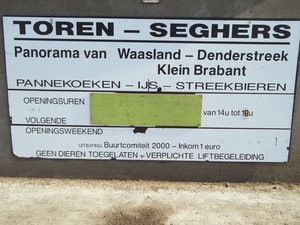 TOREN - SEGHERS
Panorama van Waasland - Denderstreek
Klein Brabant
PANNEKOEKEN - IJS - STREEKBIEREN
OPENINGSUREN
van 14u tot 19u
VOLGENDE
OPENINGSWEEKEND
UITBATING: Buurtcomiteit 2000 - Inkom 1 euro
GEEN DIEREN TOEGELATEN - VERPLICHTE LIFTBEGELEIDING